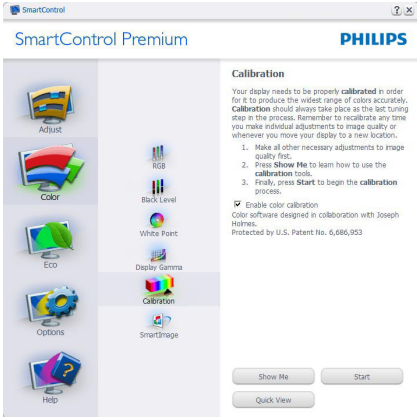 SmartControl
SmartControl Premium
PHILIPS
Adjust
Color
Eco
Options
Help
RGB
Black Level
White Point
Display Gamma
Calibration
SmartImage
Calibration
Your display needs to be properly calibrated in order
for it to produce the widest range of colors accurately.
Calibration should always take place as the last tuning
step in the process. Remember to recalibrate any time
you make individual adjustments to image quality or
whenever you move your display to a new location.
1. Make all other necessary adjustments to image
quality first.
2. Press Show Me to learn how to use the
calibration tools.
3. Finally, press Start to begin the calibration
process.
Enable color calibration
Color software designed in collaboration with Joseph
Holmes.
Protected by U.S. Patent No. 6,686,953
Show Me
Start
Quick View